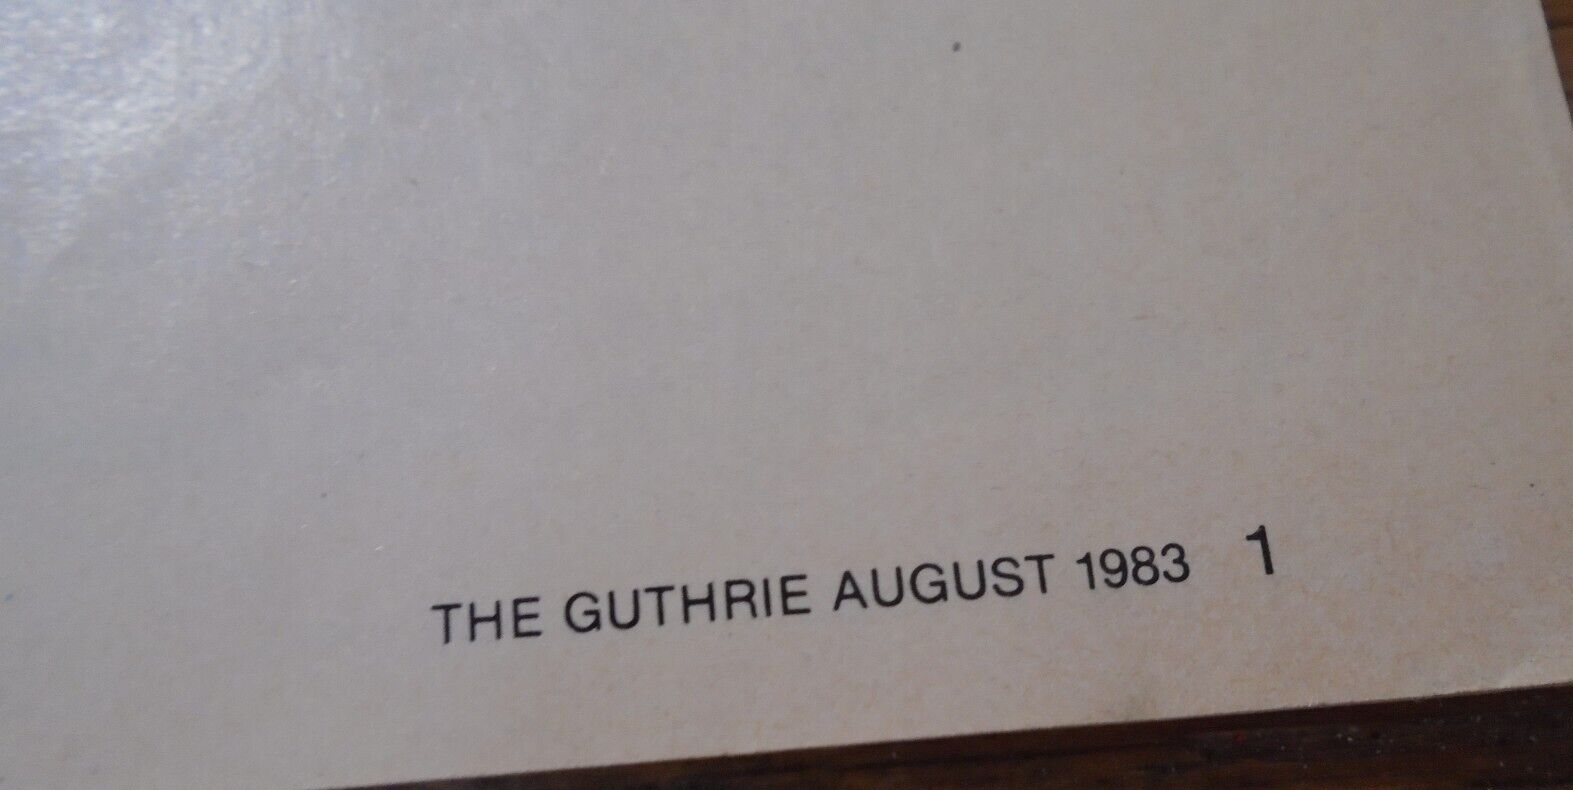 THE GUTHRIE AUGUST 1983 1